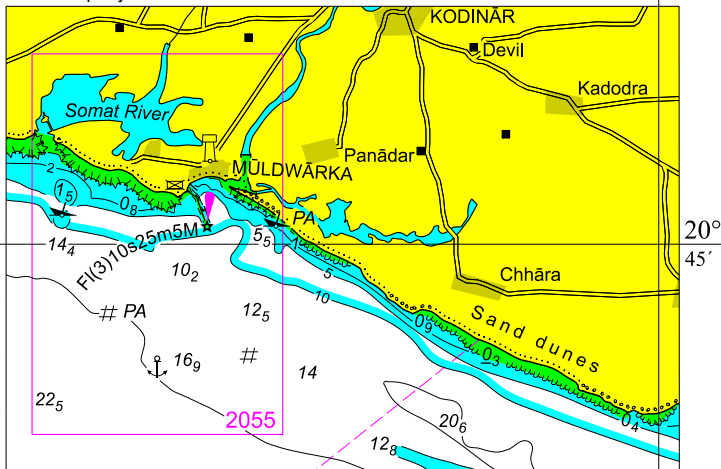 KODINĀR
Devil
Kadodra
Somat River
Panādar
MŪLDWĀRKA
2
1₅
0₈
PA
20°
45′
14₄
5₅
1
5
Fl(3)10s25m5M
10₂
10
Chhāra
PA
12₅
0₉
Sand dunes
0₃
16₉
14
22₅
2055
20₆
0₄
12₈